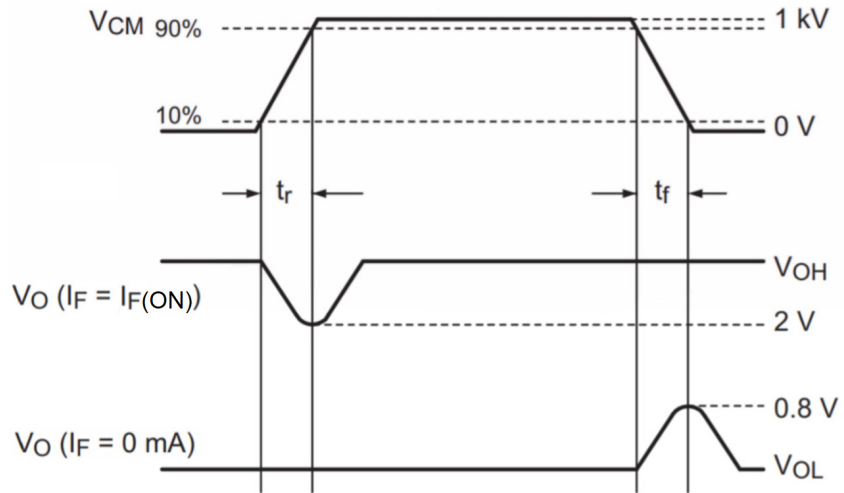 VCM 90% 1 kV
10% 0 V
tr tf
VOH
VO (IF = IF(ON))
2 V
0.8 V
VO (IF = 0 mA)
VOL